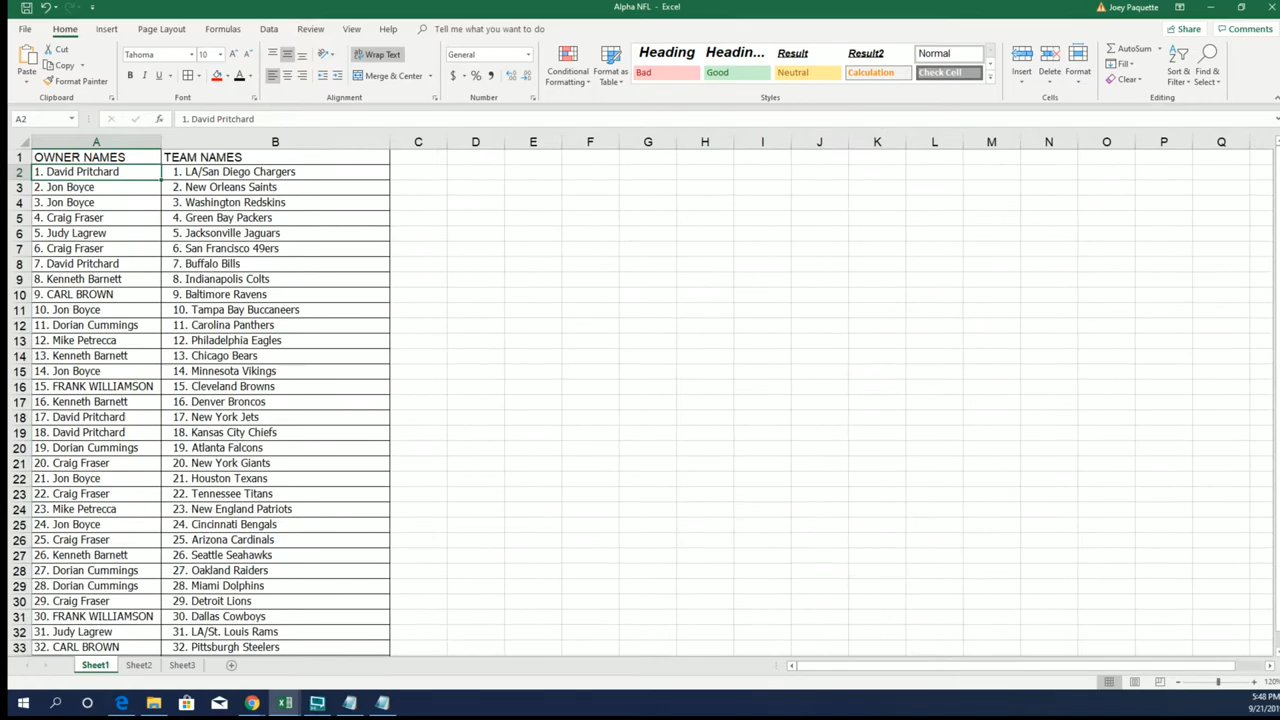 Alpha NFL - Excel
Joey Paquette
File Home Insert Page Layout Formulas Data Review View Help Tell me what you want to do
Share Comments
Cut
Copy
Format Painter
Paste
Clipboard
Tahoma 10
B I U
Font
Wrap Text
Merge & Center
Alignment
General
$ % ,
Number
Conditional Formatting
Format as Table
Heading Headin... Result Result2 Normal
Bad Good Neutral Calculation Check Cell
Styles
Insert Delete Format
Cells
AutoSum
Fill
Clear
Sort & Filter
Find & Select
Editing
A2
1. David Pritchard
A B C D E F G H I J K L M N O P Q
1 OWNER NAMES TEAM NAMES
2 1. David Pritchard 1. LA/San Diego Chargers
3 2. Jon Boyce 2. New Orleans Saints
4 3. Jon Boyce 3. Washington Redskins
5 4. Craig Fraser 4. Green Bay Packers
6 5. Judy Lagrew 5. Jacksonville Jaguars
7 6. Craig Fraser 6. San Francisco 49ers
8 7. David Pritchard 7. Buffalo Bills
9 8. Kenneth Barnett 8. Indianapolis Colts
10 9. CARL BROWN 9. Baltimore Ravens
11 10. Jon Boyce 10. Tampa Bay Buccaneers
12 11. Dorian Cummings 11. Carolina Panthers
13 12. Mike Petrecca 12. Philadelphia Eagles
14 13. Kenneth Barnett 13. Chicago Bears
15 14. Jon Boyce 14. Minnesota Vikings
16 15. FRANK WILLIAMSON 15. Cleveland Browns
17 16. Kenneth Barnett 16. Denver Broncos
18 17. David Pritchard 17. New York Jets
19 18. David Pritchard 18. Kansas City Chiefs
20 19. Dorian Cummings 19. Atlanta Falcons
21 20. Craig Fraser 20. New York Giants
22 21. Jon Boyce 21. Houston Texans
23 22. Craig Fraser 22. Tennessee Titans
24 23. Mike Petrecca 23. New England Patriots
25 24. Jon Boyce 24. Cincinnati Bengals
26 25. Craig Fraser 25. Arizona Cardinals
27 26. Kenneth Barnett 26. Seattle Seahawks
28 27. Dorian Cummings 27. Oakland Raiders
29 28. Dorian Cummings 28. Miami Dolphins
30 29. Craig Fraser 29. Detroit Lions
31 30. FRANK WILLIAMSON 30. Dallas Cowboys
32 31. Judy Lagrew 31. LA/St. Louis Rams
33 32. CARL BROWN 32. Pittsburgh Steelers
Sheet1 Sheet2 Sheet3
120%
5:48 PM